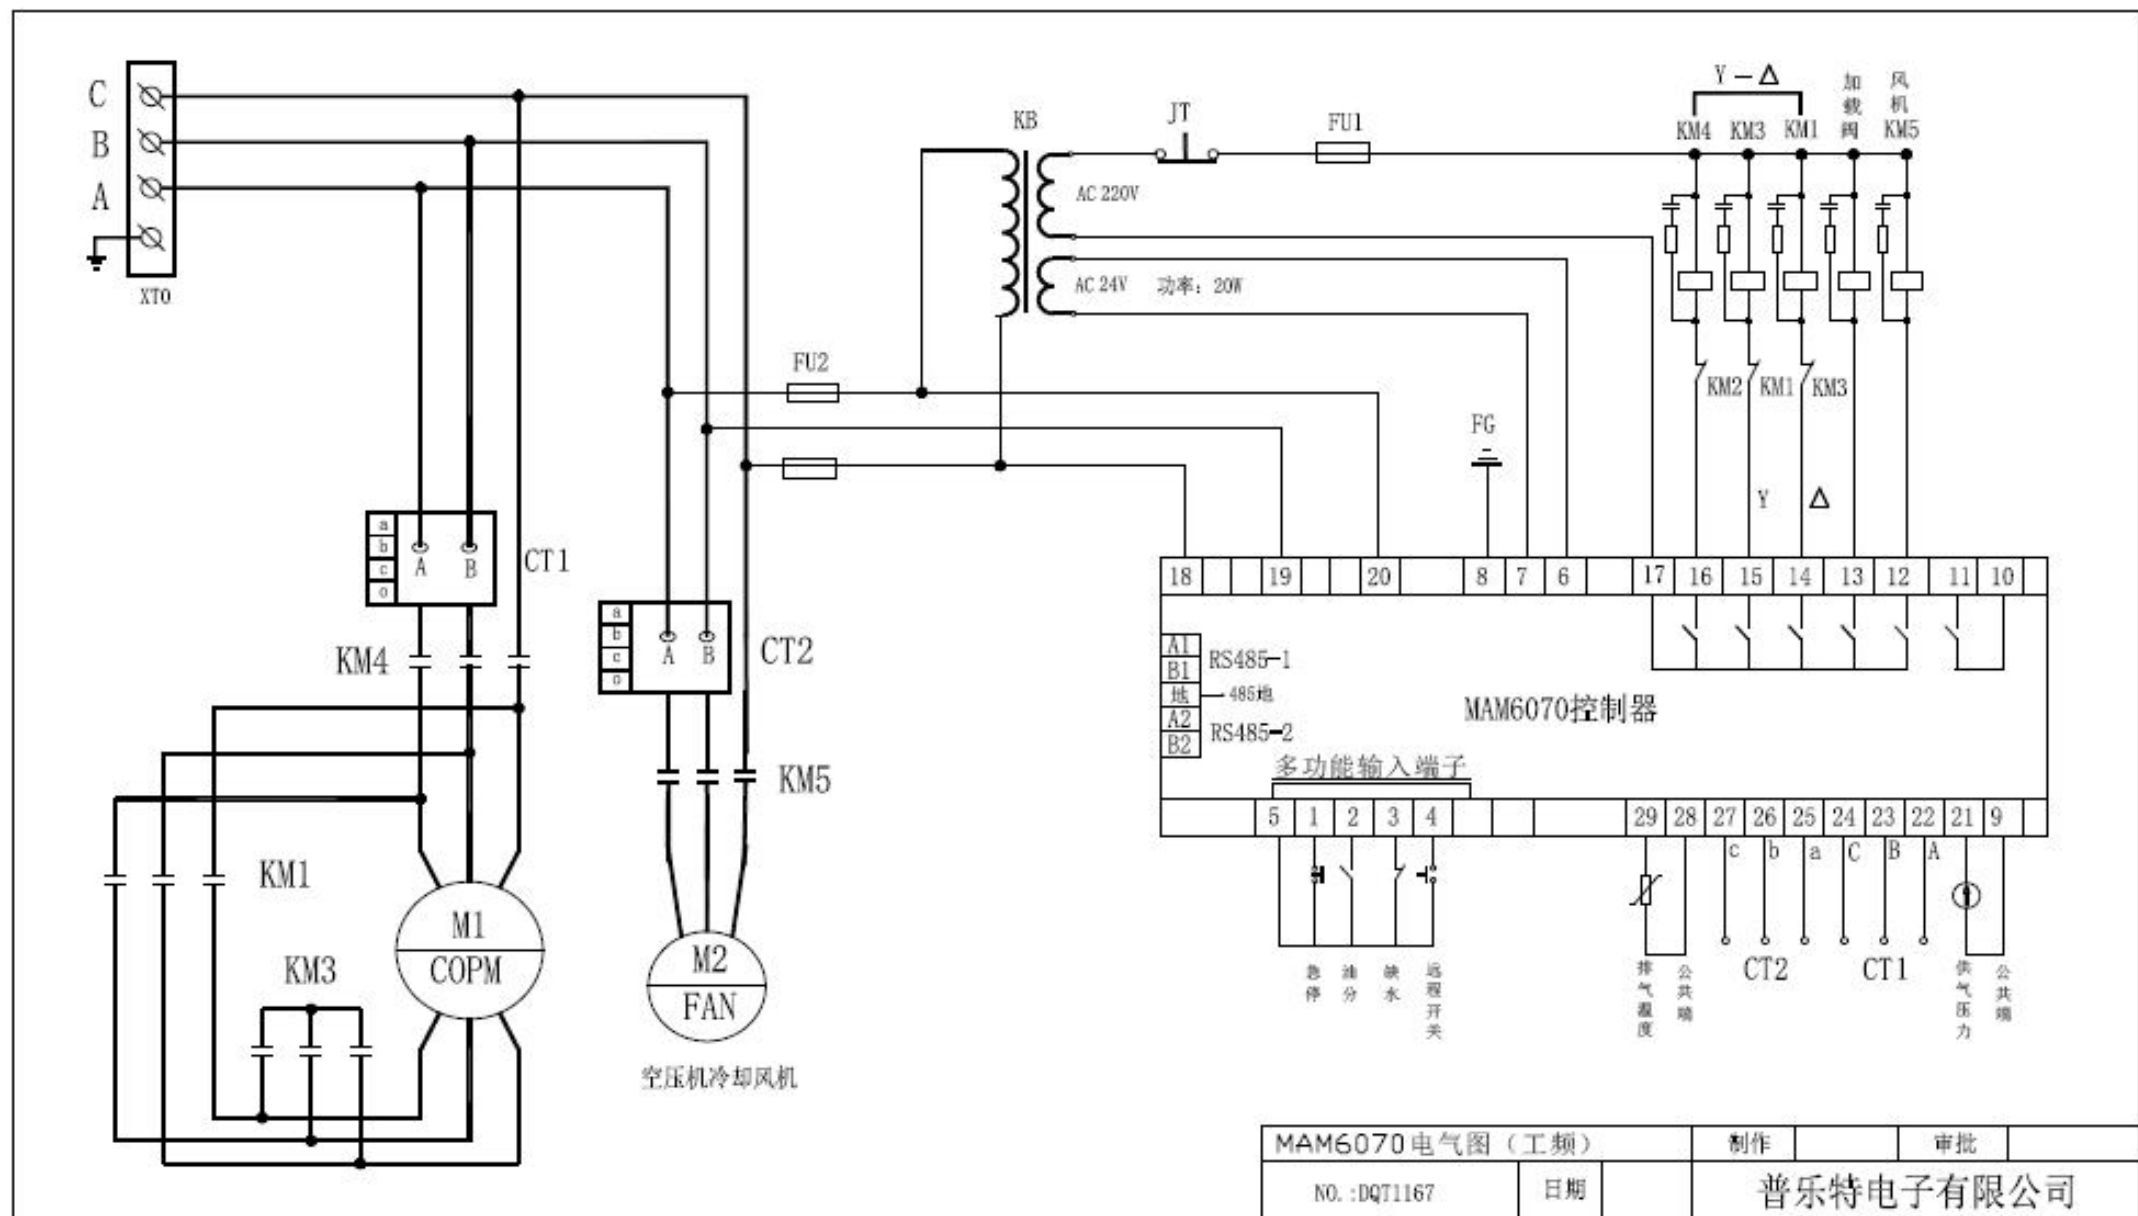 C
B
A
XT0
KB
JT
FU1
Y－Δ
KM4
KM3
KM1
加载阀
风机
KM5
AC 220V
AC 24V 功率：20W
FU2
KM2
KM1
KM3
FG
Y
Δ
a
b
c
o
A
B
CT1
a
b
c
o
A
B
CT2
KM4
KM5
KM1
KM3
M1
COPM
M2
FAN
空压机冷却风机
18 19 20 8 7 6 17 16 15 14 13 12 11 10
A1
B1
地
A2
B2
RS485-1
485地
RS485-2
MAM6070控制器
多功能输入端子
5 1 2 3 4 29 28 27 26 25 24 23 22 21 9
c b a C B A
CT2
CT1
急停
油分
缺水
远程开关
排气温度
公共端
供气压力
公共端
MAM6070电气图（工频）
制作
审批
NO.:DQT1167
日期
普乐特电子有限公司